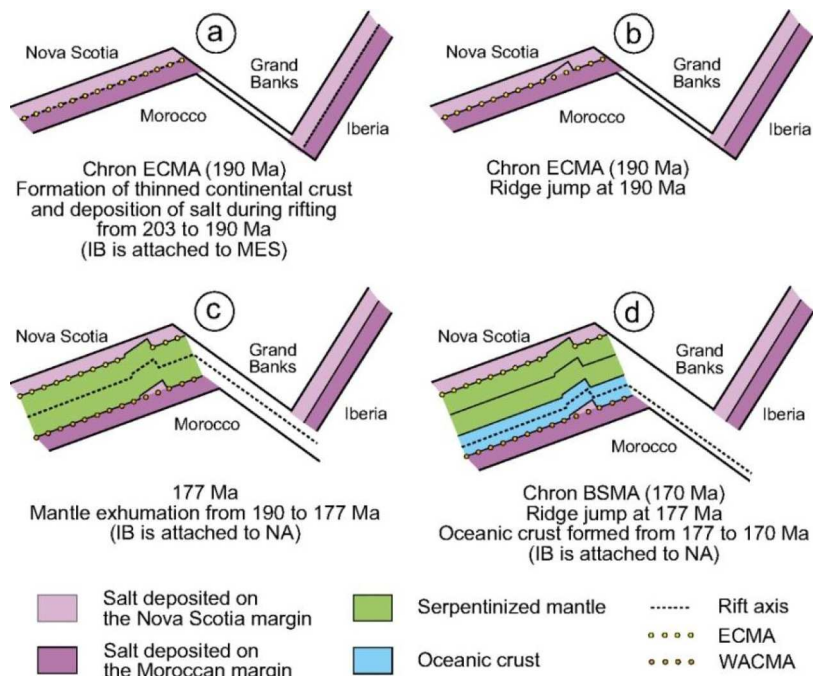 a
Nova Scotia
Grand
Banks
Morocco
Iberia
Chron ECMA (190 Ma)
Formation of thinned continental crust
and deposition of salt during rifting
from 203 to 190 Ma
(IB is attached to MES)
b
Nova Scotia
Grand
Banks
Morocco
Iberia
Chron ECMA (190 Ma)
Ridge jump at 190 Ma
c
Nova Scotia
Grand
Banks
Iberia
Morocco
177 Ma
Mantle exhumation from 190 to 177 Ma
(IB is attached to NA)
d
Nova Scotia
Grand
Banks
Iberia
Morocco
Chron BSMA (170 Ma)
Ridge jump at 177 Ma
Oceanic crust formed from 177 to 170 Ma
(IB is attached to NA)
Salt deposited on
the Nova Scotia margin
Salt deposited on
the Moroccan margin
Serpentinized mantle
Oceanic crust
Rift axis
ECMA
WACMA